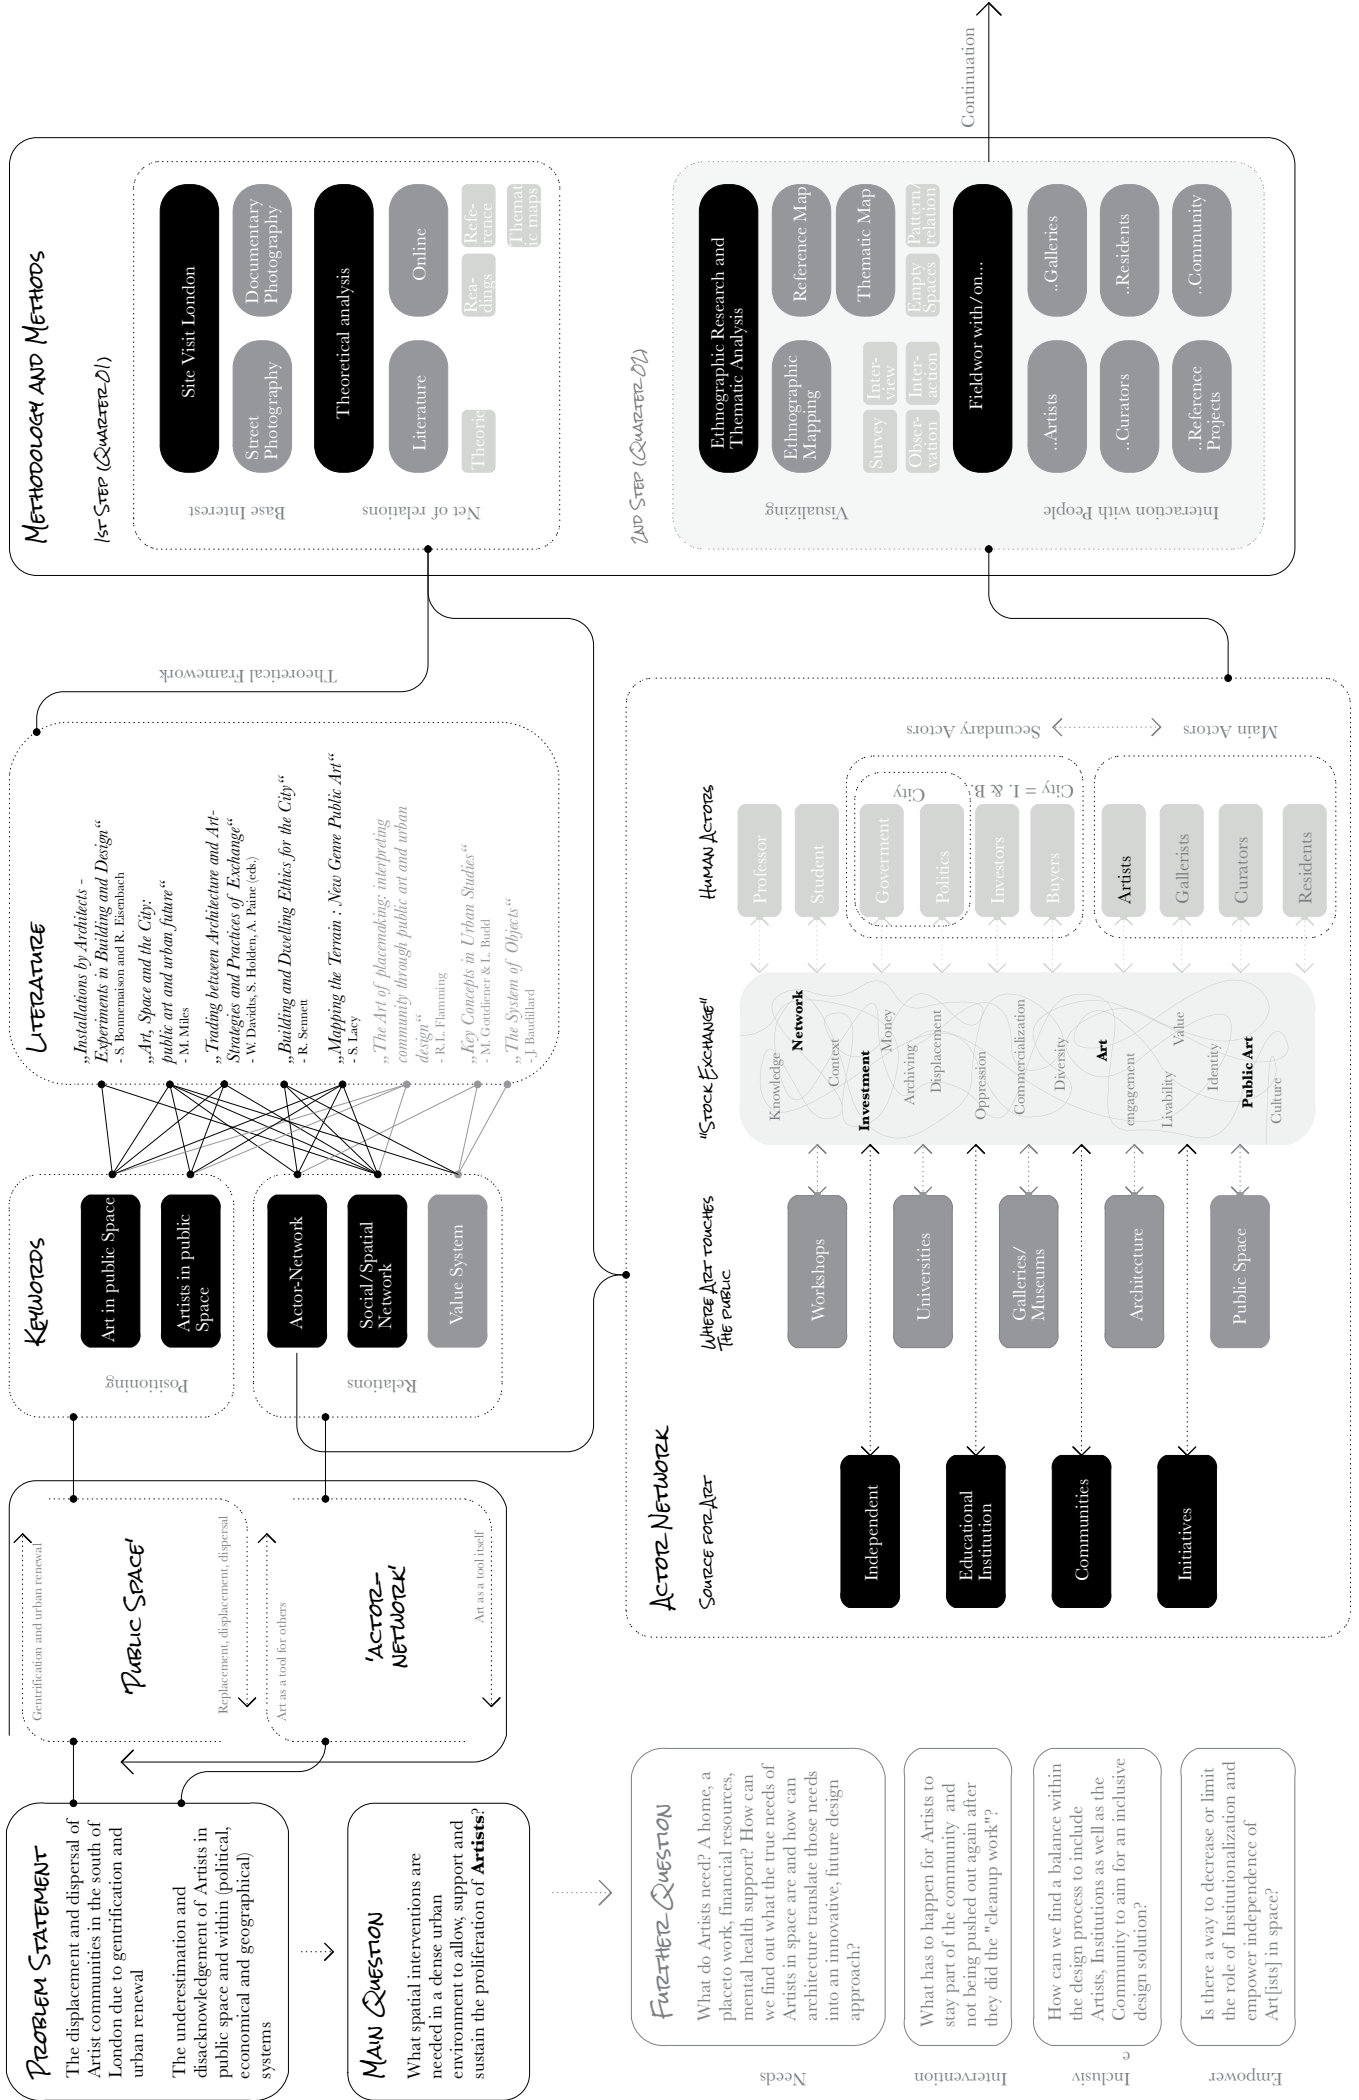 PROBLEM STATEMENT
The displacement and dispersal of
Artist communities in the south of
London due to gentrification and
urban renewal
The underestimation and
disacknowledgement of Artists in
public space and within (political,
economical and geographical)
systems
MAIN QUESTION
What spatial interventions are
needed in a dense urban
environment to allow, support and
sustain the proliferation of Artists?
FURTHER QUESTION
What do Artists need? A home, a
placeto work, financial resources,
mental health support? How can
we find out what the true needs of
Artists in space are and how can
architecture translate those needs
into an innovative, future design
approach?
Needs
What has to happen for Artists to
stay part of the community and
not being pushed out again after
they did the "cleanup work"?
Intervention
How can we find a balance within
the design process to include
Artists, Institutions as well as the
Community to aim for an inclusive
design solution?
Inclusiv
e
Is there a way to decrease or limit
the role of Institutionalization and
empower independence of
Art[ists] in space?
Empower
Gentrification and urban renewal
'PUBLIC SPACE'
Replacement, displacement, dispersal
Art as a tool for others
'ACTOR-
NETWORK'
Art as a tool itself
KEYWORDS
Positioning
Art in public Space
Artists in public
Space
Relations
Actor-Network
Social/Spatial
Network
Value System
LITERATURE
„Installations by Architects -
Experiments in Building and Design“
- S. Bonnemaison and R. Eisenbach
„Art, Space and the City:
public art and urban future“
- M. Miles
„Trading between Architecture and Art-
Strategies and Practices of Exchange“
- W. Davidts, S. Holden, A. Paine (eds.)
„Building and Dwelling Ethics for the City“
- R. Sennett
„Mapping the Terrain : New Genre Public Art“
- S. Lacy
„The Art of placemaking: interpreting
community through public art and urban
design“
- R.L. Flamming
„Key Concepts in Urban Studies“
- M. Gottdiener & L. Budd
„The System of Objects“
- J. Baudillard
Theoretical Framework
METHODOLOGY AND METHODS
1ST STEP (QUARTER 01)
Base Interest
Site Visit London
Street
Photography
Documentary
Photography
Net of relations
Theoretical analysis
Literature
Online
Theoric
Rea-
dings
Refe-
rence
Themat
ic maps
2ND STEP (QUARTER 02)
Visualizing
Ethnographic Research and
Thematic Analysis
Ethnographic
Mapping
Reference Map
Thematic Map
Survey
Inter-
view
Obser-
vation
Inter-
action
Empty
Spaces
Pattern/
relation
Interaction with People
Fieldwor with/on...
..Artists
..Galleries
..Curators
..Residents
..Reference
Projects
..Community
Continuation
ACTOR NETWORK
SOURCE FOR ART
Independent
Educational
Institution
Communities
Initiatives
WHERE ART TOUCHES
THE PUBLIC
Workshops
Universities
Galleries/
Museums
Architecture
Public Space
"STOCK EXCHANGE"
Knowledge
Network
Context
Investment
Money
Archiving
Displacement
Oppression
Commercialization
Diversity
Art
engagement
Livability
Value
Identity
Public Art
Culture
HUMAN ACTORS
Professor
Student
Goverment
Politics
City
Investors
Buyers
City = I. & B.
Artists
Gallerists
Curators
Residents
Secundary Actors
Main Actors